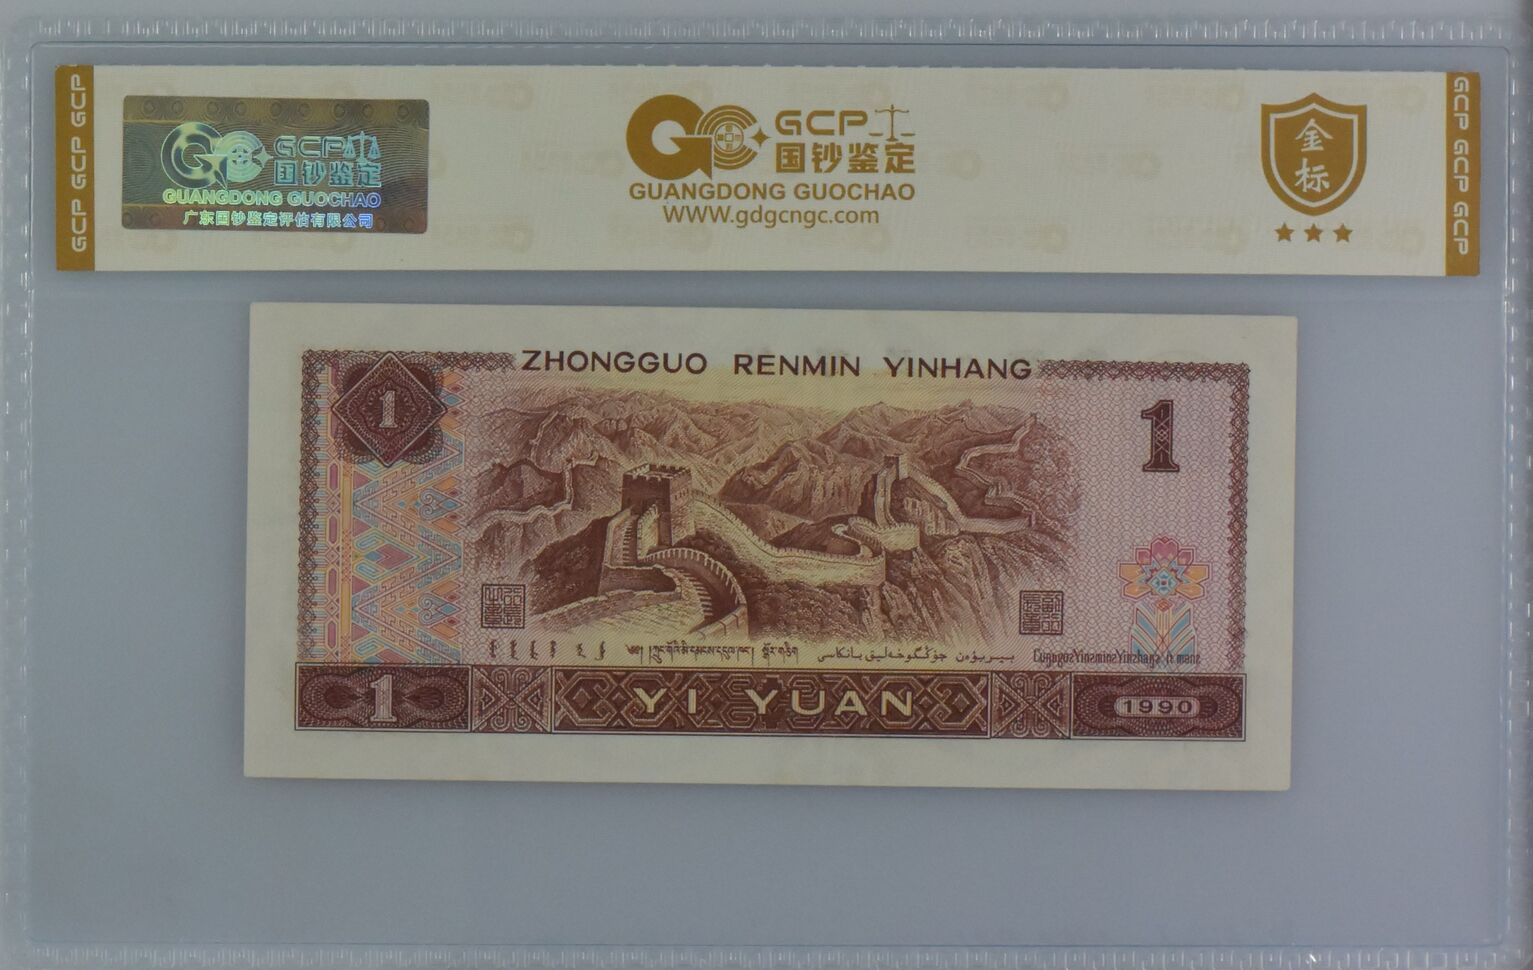 GCP GCP GCP
GCP 国钞鉴定
GUANGDONG GUOCHAO
广东国钞鉴定评估有限公司
GCP
国钞鉴定
GUANGDONG GUOCHAO
WWW.gdgcngc.com
金标
GCP GCP GCP
ZHONGGUO RENMIN YINHANG
1
1
1
YI YUAN
1990